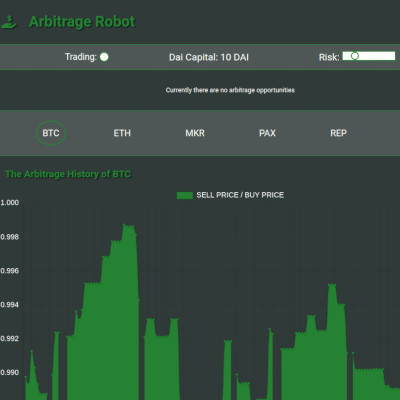 Arbitrage Robot
Trading: Dai Capital: 10 DAI Risk:
Currently there are no arbitrage opportunities
BTC ETH MKR PAX REP
The Arbitrage History of BTC
SELL PRICE / BUY PRICE
1.000
0.998
0.996
0.994
0.992
0.990